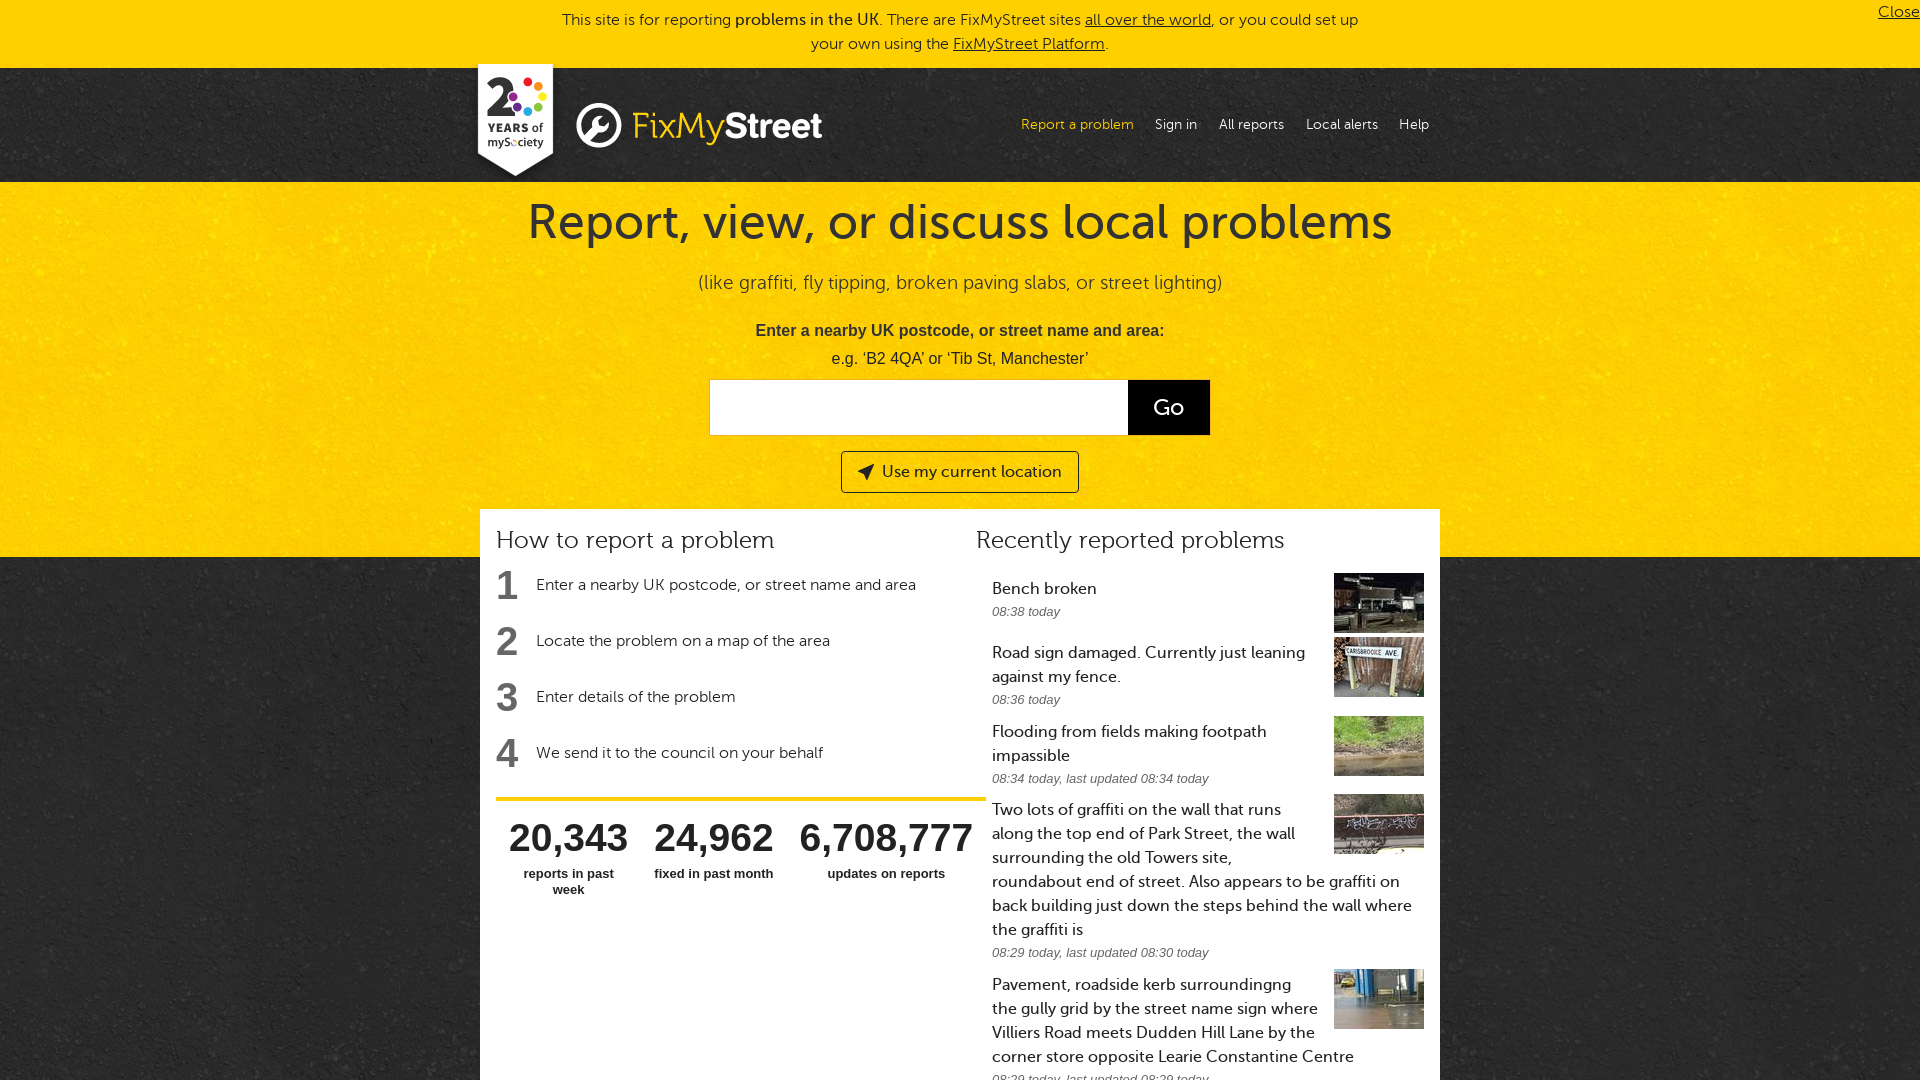 This site is for reporting problems in the UK. There are FixMyStreet sites all over the world, or you could set up
your own using the FixMyStreet Platform.
Close
20
YEARS of
mySociety
FixMyStreet
Report a problem
Sign in
All reports
Local alerts
Help
Report, view, or discuss local problems
(like graffiti, fly tipping, broken paving slabs, or street lighting)
Enter a nearby UK postcode, or street name and area:
e.g. ‘B2 4QA’ or ‘Tib St, Manchester’
Go
Use my current location
How to report a problem
1 Enter a nearby UK postcode, or street name and area
2 Locate the problem on a map of the area
3 Enter details of the problem
4 We send it to the council on your behalf
20,343
reports in past
week
24,962
fixed in past month
6,708,777
updates on reports
Recently reported problems
Bench broken
08:38 today
Road sign damaged. Currently just leaning
against my fence.
08:36 today
CARISBROOKE AVE.
Flooding from fields making footpath
impassible
08:34 today, last updated 08:34 today
Two lots of graffiti on the wall that runs
along the top end of Park Street, the wall
surrounding the old Towers site,
roundabout end of street. Also appears to be graffiti on
back building just down the steps behind the wall where
the graffiti is
08:29 today, last updated 08:30 today
Pavement, roadside kerb surroundingng
the gully grid by the street name sign where
Villiers Road meets Dudden Hill Lane by the
corner store opposite Learie Constantine Centre
08:29 today, last updated 08:29 today